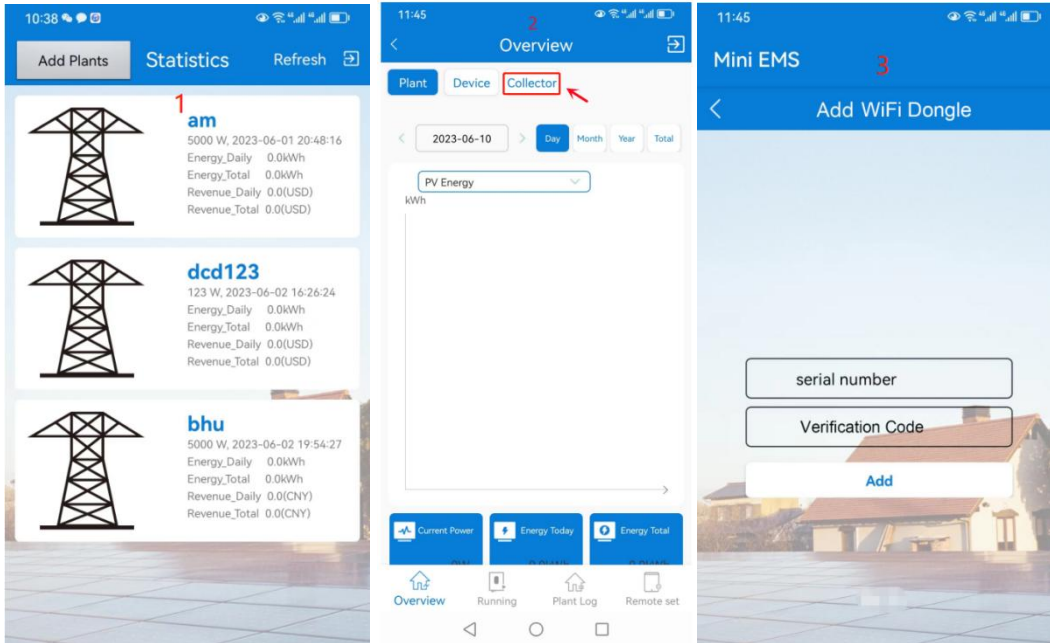 10:38
Add Plants Statistics Refresh
1
am
5000 W, 2023-06-01 20:48:16
Energy_Daily 0.0kWh
Energy_Total 0.0kWh
Revenue_Daily 0.0(USD)
Revenue_Total 0.0(USD)
dcd123
123 W, 2023-06-02 16:26:24
Energy_Daily 0.0kWh
Energy_Total 0.0kWh
Revenue_Daily 0.0(USD)
Revenue_Total 0.0(USD)
bhu
5000 W, 2023-06-02 19:54:27
Energy_Daily 0.0kWh
Energy_Total 0.0kWh
Revenue_Daily 0.0(CNY)
Revenue_Total 0.0(CNY)
11:45
2
Overview
Plant Device Collector
2023-06-10 Day Month Year Total
PV Energy
kWh
Current Power Energy Today Energy Total
Overview Running Plant Log Remote set
11:45
Mini EMS
3
Add WiFi Dongle
serial number
Verification Code
Add